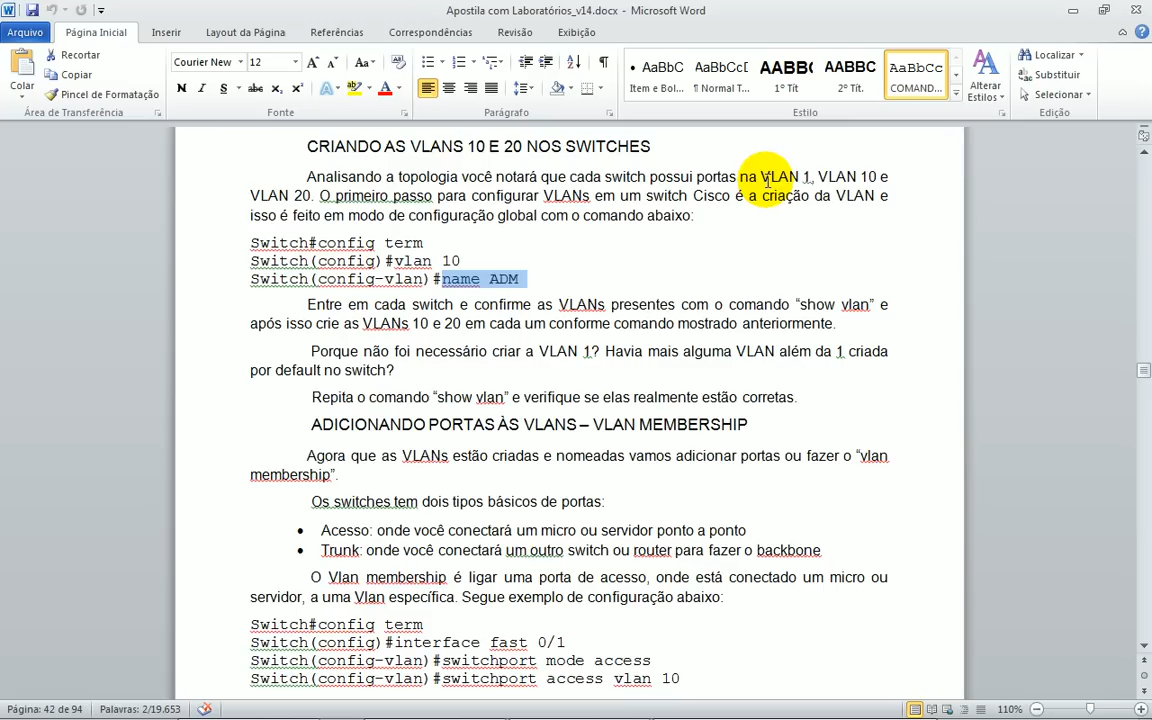 Apostila com Laboratórios_v14.docx - Microsoft Word
Arquivo Página Inicial Inserir Layout da Página Referências Correspondências Revisão Exibição
Colar
Recortar
Copiar
Pincel de Formatação
Área de Transferência
Courier New 12
N I S abc x₂ x² A
Fonte
Parágrafo
AaBbC AaBbCcD AABBC AABBC AaBbCc
Item e Bol... ¶ Normal T... 1º Tít 2º Tít. COMAND...
Alterar Estilos
Estilo
Localizar
Substituir
Selecionar
Edição
CRIANDO AS VLANS 10 E 20 NOS SWITCHES
Analisando a topologia você notará que cada switch possui portas na VLAN 1, VLAN 10 e
VLAN 20. O primeiro passo para configurar VLANs em um switch Cisco é a criação da VLAN e
isso é feito em modo de configuração global com o comando abaixo:
Switch#config term
Switch(config)#vlan 10
Switch(config-vlan)#name ADM
Entre em cada switch e confirme as VLANs presentes com o comando “show vlan” e
após isso crie as VLANs 10 e 20 em cada um conforme comando mostrado anteriormente.
Porque não foi necessário criar a VLAN 1? Havia mais alguma VLAN além da 1 criada
por default no switch?
Repita o comando “show vlan” e verifique se elas realmente estão corretas.
ADICIONANDO PORTAS ÀS VLANS – VLAN MEMBERSHIP
Agora que as VLANs estão criadas e nomeadas vamos adicionar portas ou fazer o “vlan
membership”.
Os switches tem dois tipos básicos de portas:
• Acesso: onde você conectará um micro ou servidor ponto a ponto
• Trunk: onde você conectará um outro switch ou router para fazer o backbone
O Vlan membership é ligar uma porta de acesso, onde está conectado um micro ou
servidor, a uma Vlan específica. Segue exemplo de configuração abaixo:
Switch#config term
Switch(config)#interface fast 0/1
Switch(config-vlan)#switchport mode access
Switch(config-vlan)#switchport access vlan 10
Página: 42 de 94 Palavras: 2/19.653 110%